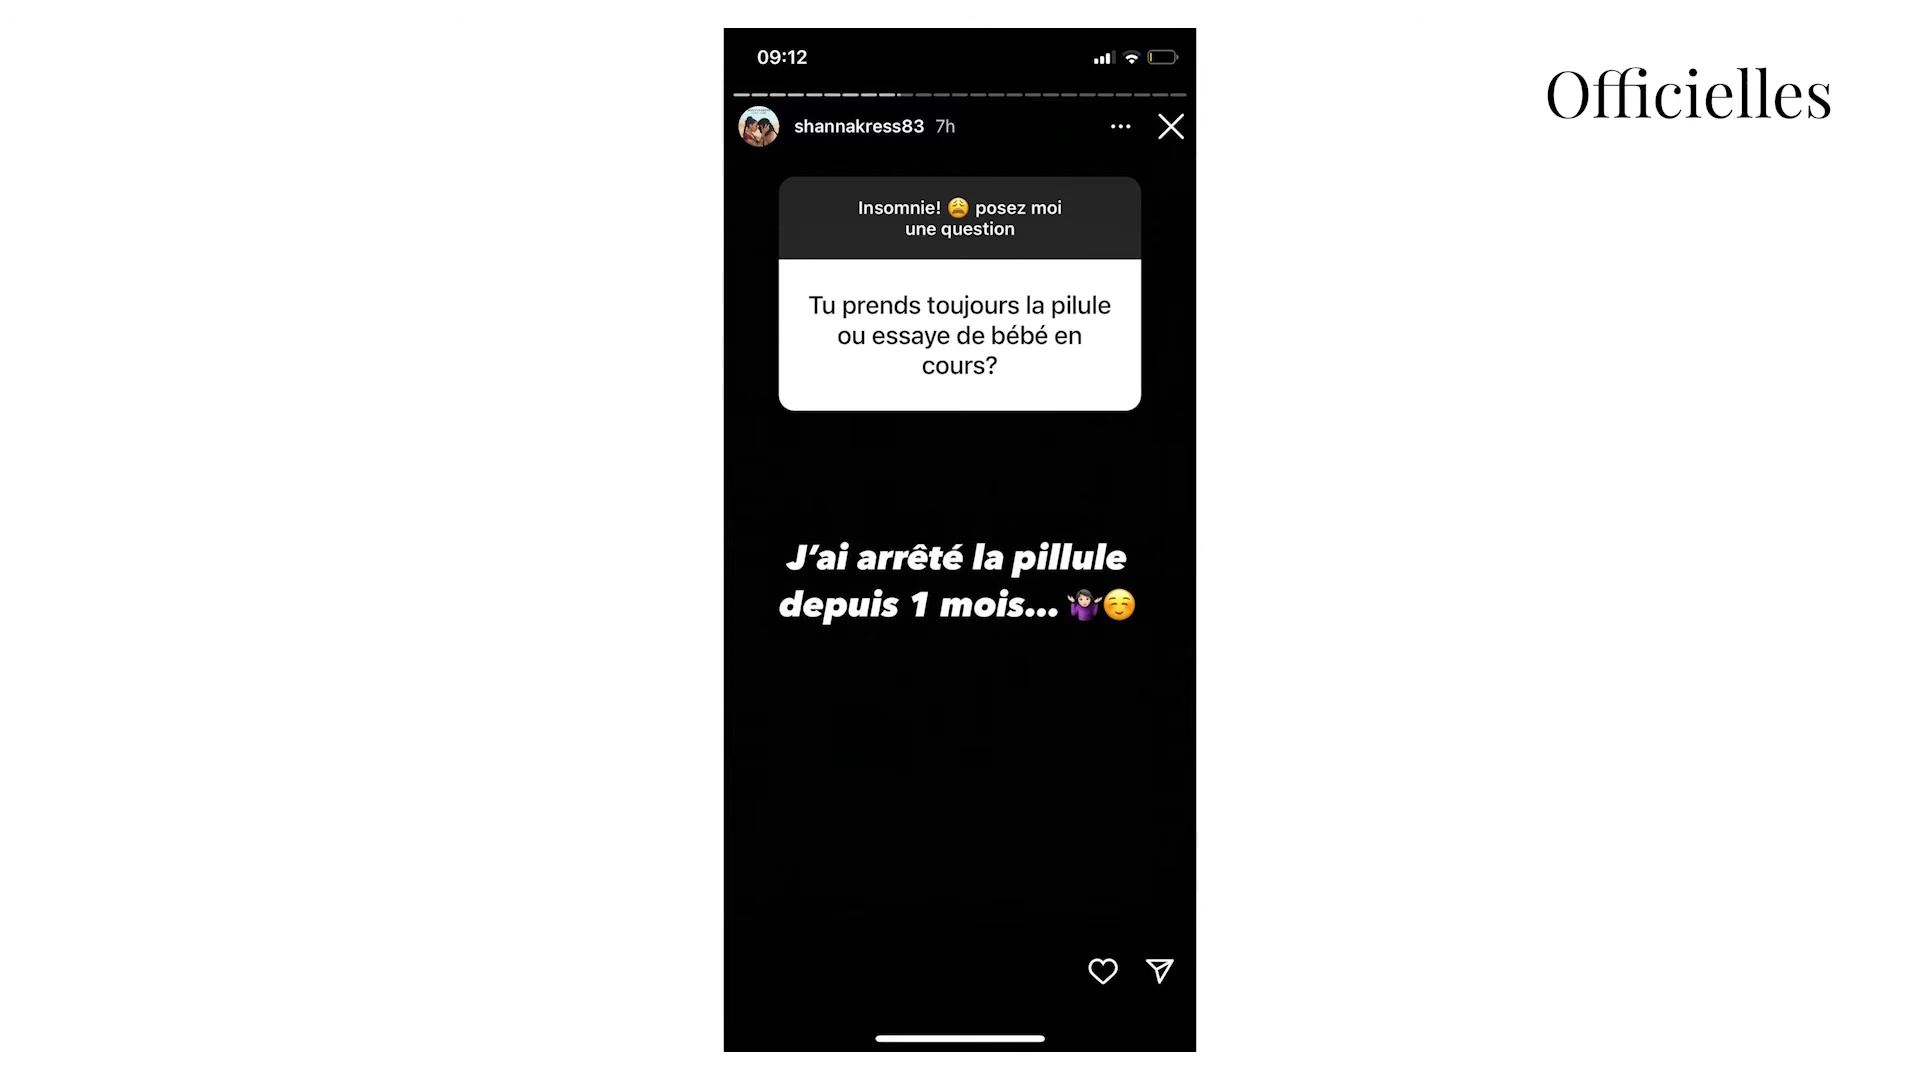 09:12
Officielles
shannakress83 7h
Insomnie! 😩 posez moi
une question
Tu prends toujours la pilule
ou essaye de bébé en
cours?
J’ai arrêté la pillule
depuis 1 mois... 🤷🏻‍♀️☺️